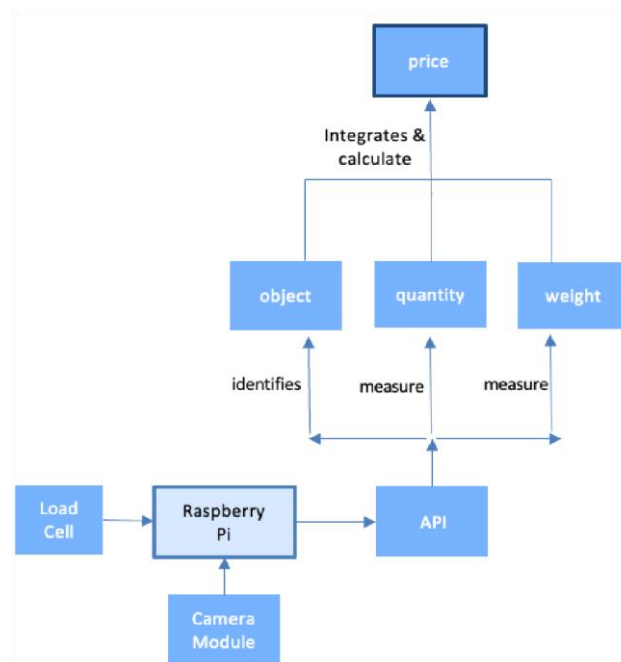 price
Integrates &
calculate
object
quantity
weight
identifies
measure
measure
Load
Cell
Raspberry
Pi
API
Camera
Module